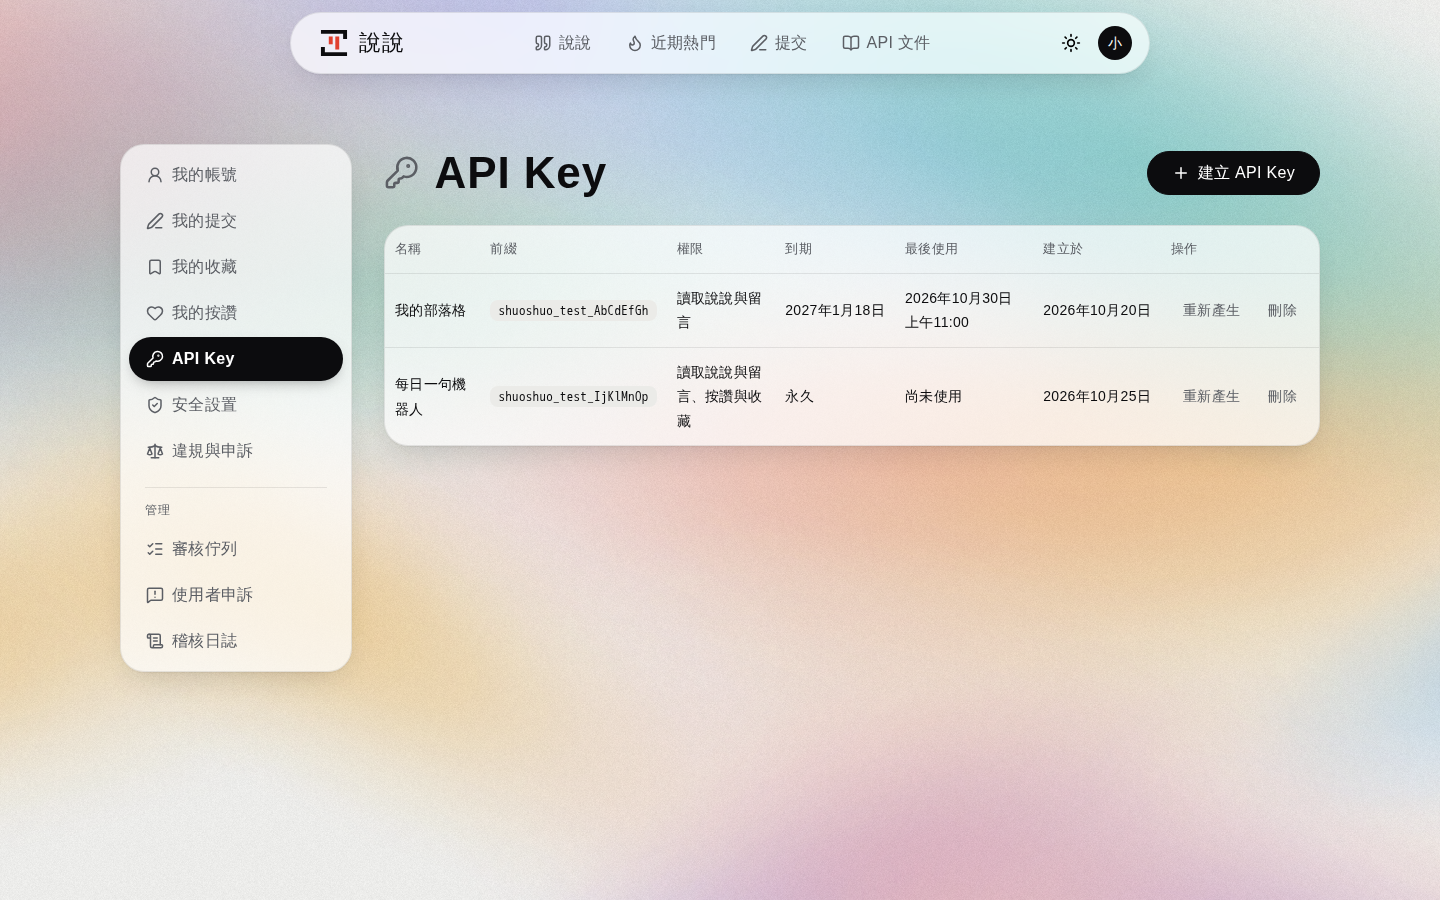 說說
說說
近期熱門
提交
API 文件
小
我的帳號
我的提交
我的收藏
我的按讚
API Key
安全設置
違規與申訴
管理
審核佇列
使用者申訴
稽核日誌
API Key
建立 API Key
名稱 前綴 權限 到期 最後使用 建立於 操作
我的部落格
shuoshuo_test_AbCdEfGh
讀取說說與留
言
2027年1月18日
2026年10月30日
上午11:00
2026年10月20日
重新產生
刪除
每日一句機
器人
shuoshuo_test_IjKlMnOp
讀取說說與留
言、按讚與收
藏
永久
尚未使用
2026年10月25日
重新產生
刪除